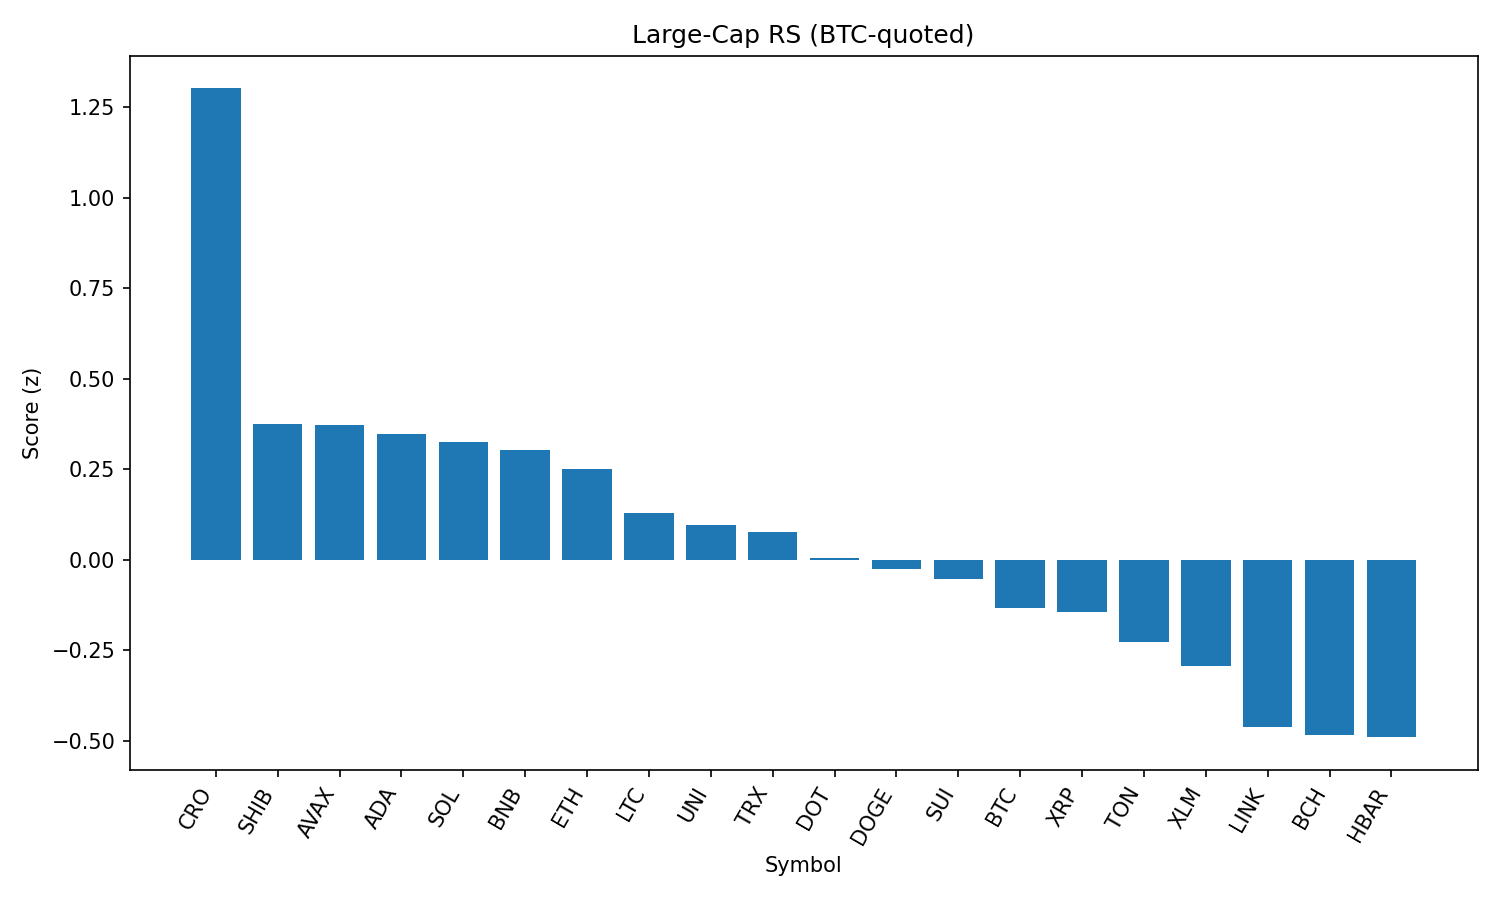 Large-Cap RS (BTC-quoted)
Score (z)
1.25
1.00
0.75
0.50
0.25
0.00
−0.25
−0.50
CRO
SHIB
AVAX
ADA
SOL
BNB
ETH
LTC
UNI
TRX
DOT
DOGE
SUI
BTC
XRP
TON
XLM
LINK
BCH
HBAR
Symbol